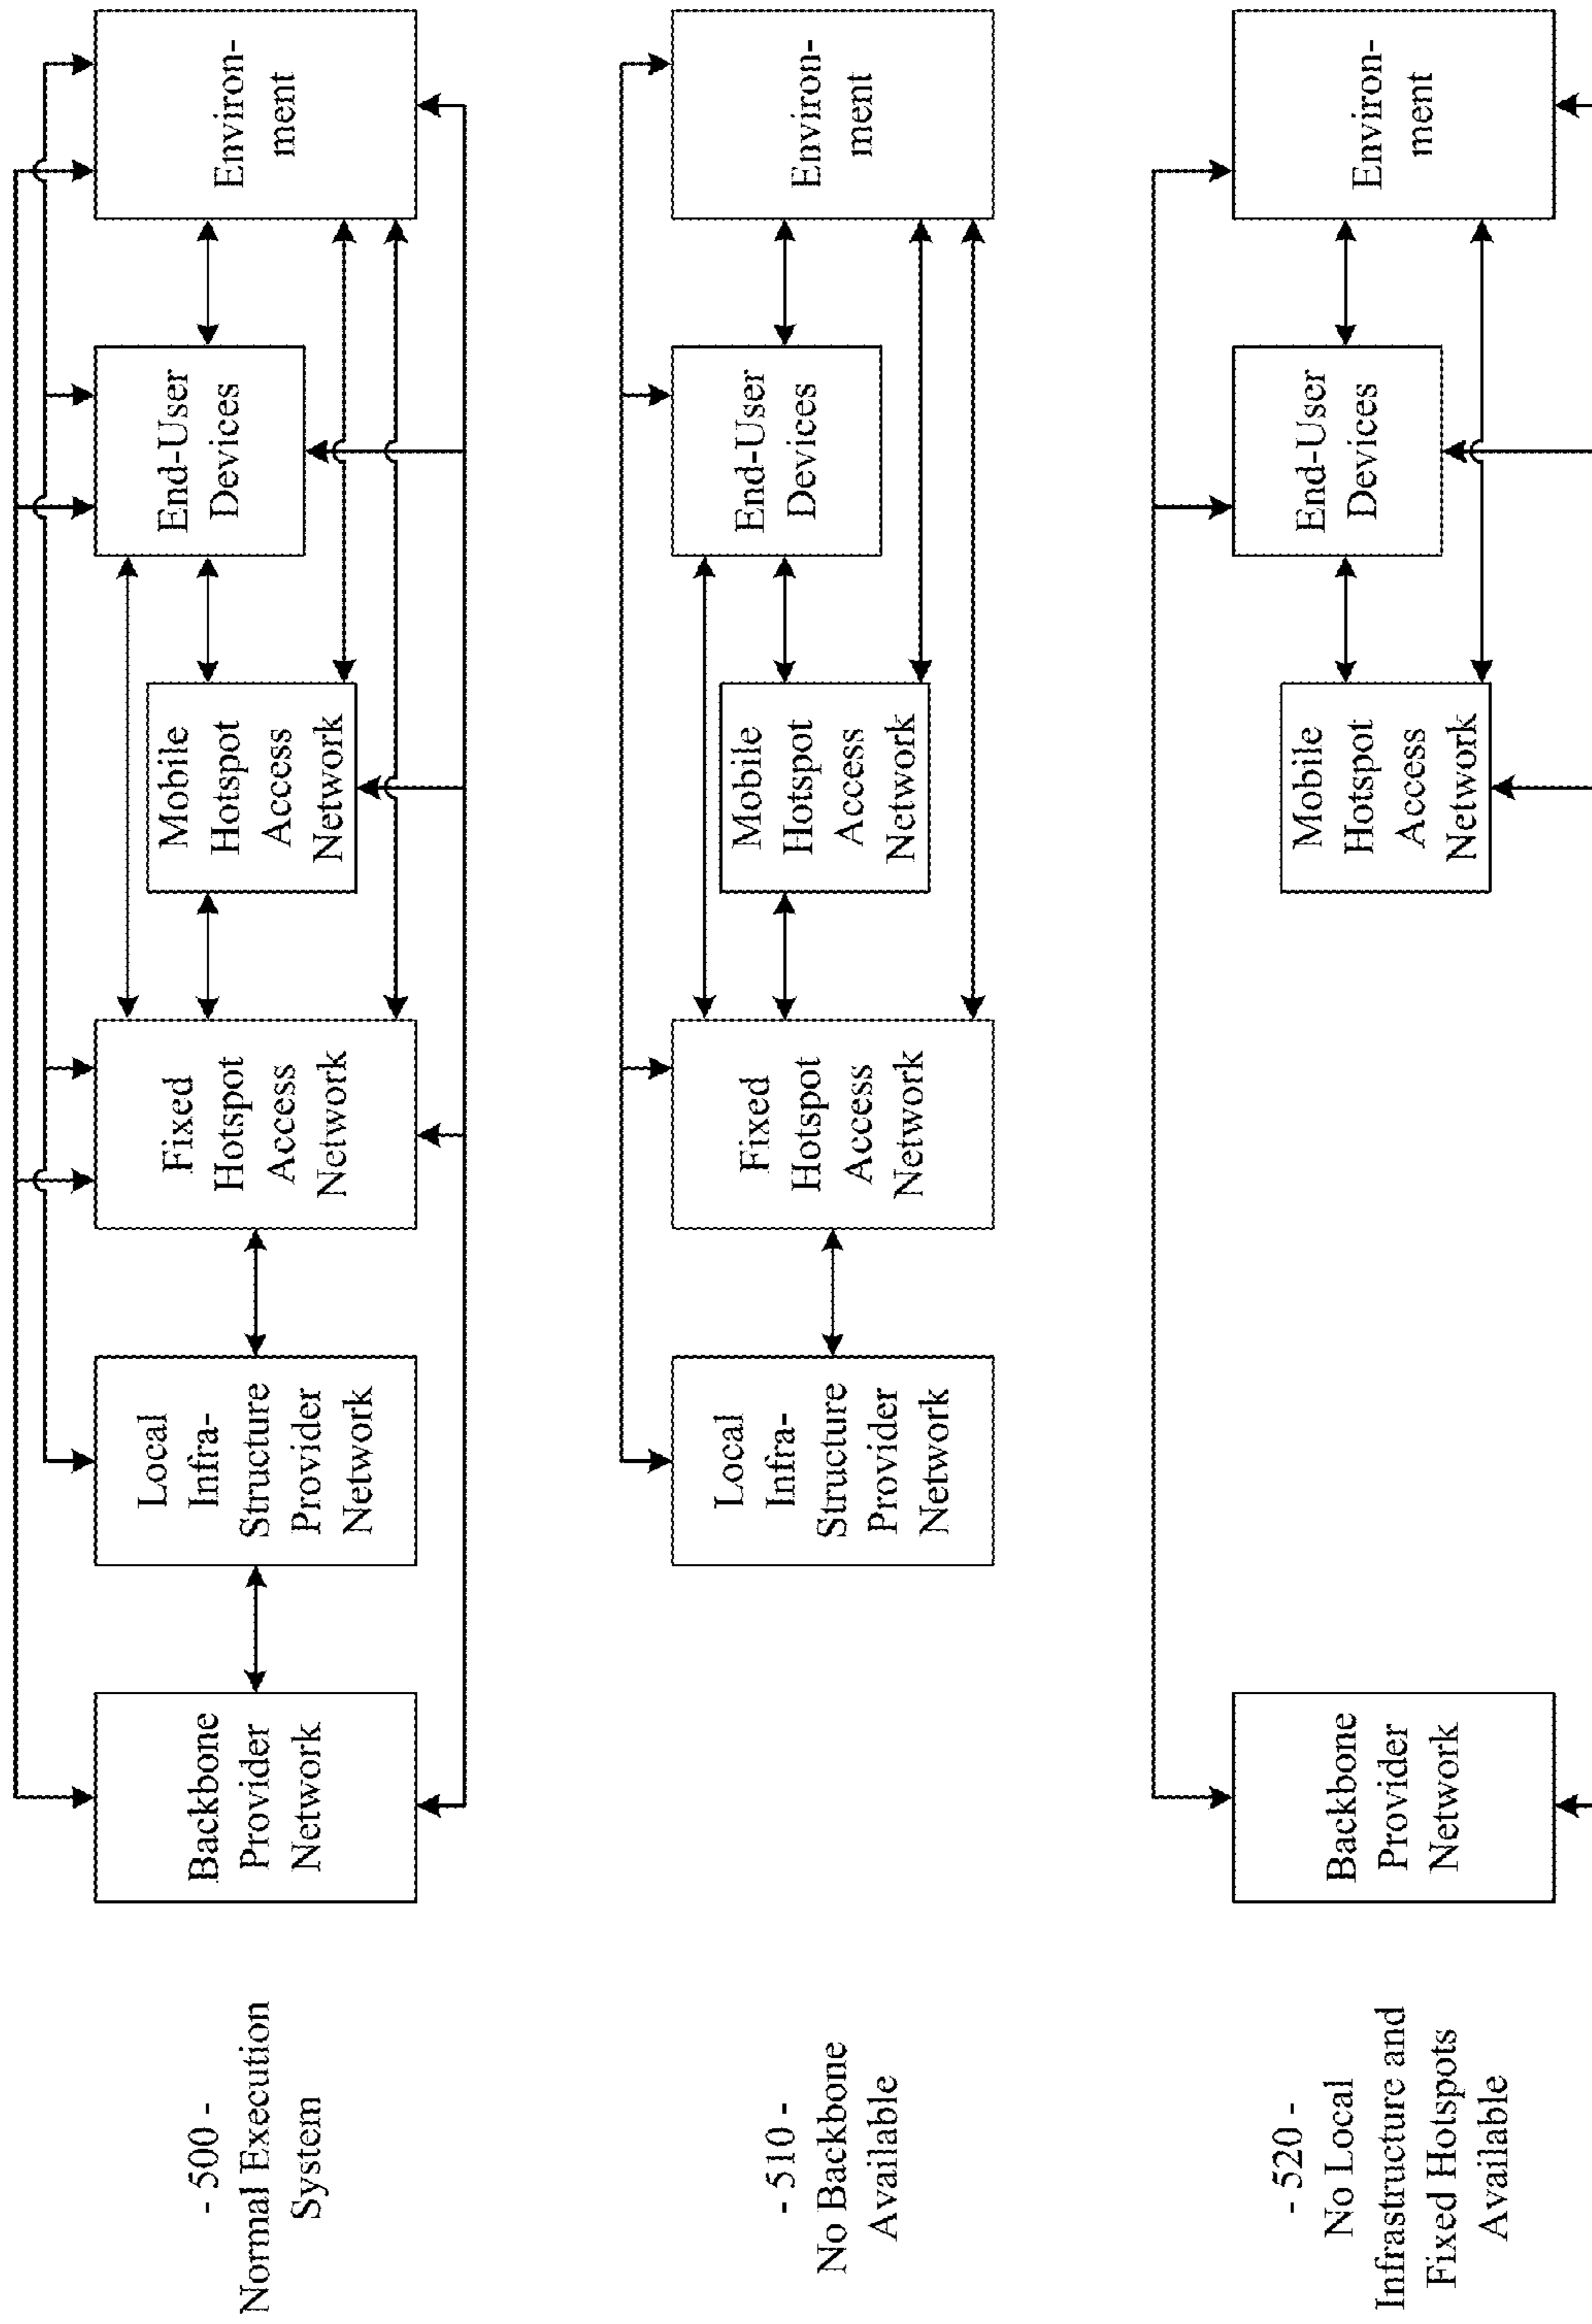 - 500 -
Normal Execution
System
Backbone
Provider
Network
Local
Infra-
Structure
Provider
Network
Fixed
Hotspot
Access
Network
Mobile
Hotspot
Access
Network
End-User
Devices
Environ-
ment
- 510 -
No Backbone
Available
Local
Infra-
Structure
Provider
Network
Fixed
Hotspot
Access
Network
Mobile
Hotspot
Access
Network
End-User
Devices
Environ-
ment
- 520 -
No Local
Infrastructure and
Fixed Hotspots
Available
Backbone
Provider
Network
Mobile
Hotspot
Access
Network
End-User
Devices
Environ-
ment